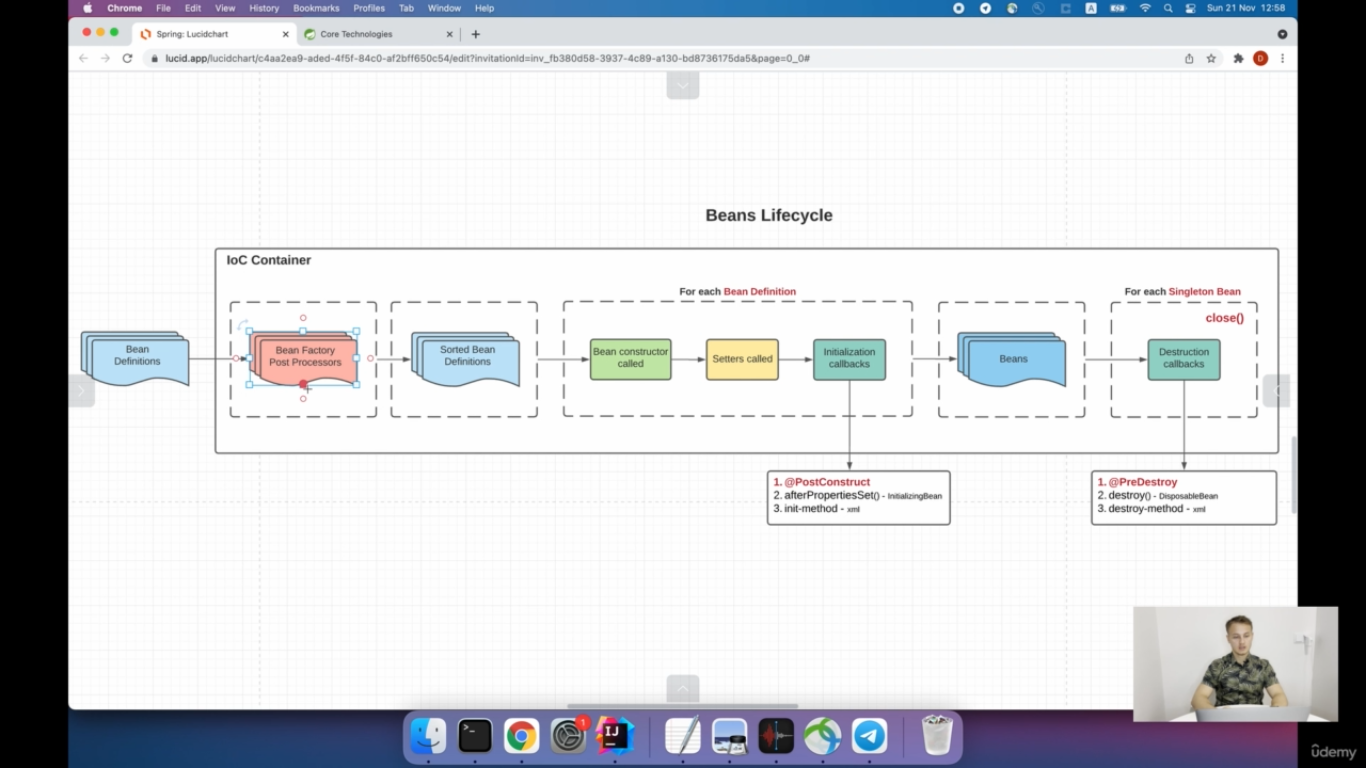 Chrome File Edit View History Bookmarks Profiles Tab Window Help
A
Sun 21 Nov 12:58
Spring: Lucidchart
Core Technologies
lucid.app/lucidchart/c4aa2ea9-aded-4f5f-84c0-af2bff650c54/edit?invitationId=inv_fb380d58-3937-4c89-a130-bd8736175da5&page=0_0#
D
Beans Lifecycle
IoC Container
For each Bean Definition
For each Singleton Bean
close()
Bean
Definitions
Bean Factory
Post Processors
Sorted Bean
Definitions
Bean constructor
called
Setters called
Initialization
callbacks
Beans
Destruction
callbacks
1. @PostConstruct
2. afterPropertiesSet() - InitializingBean
3. init-method - xml
1. @PreDestroy
2. destroy() - DisposableBean
3. destroy-method - xml
1
IJ
ûdemy